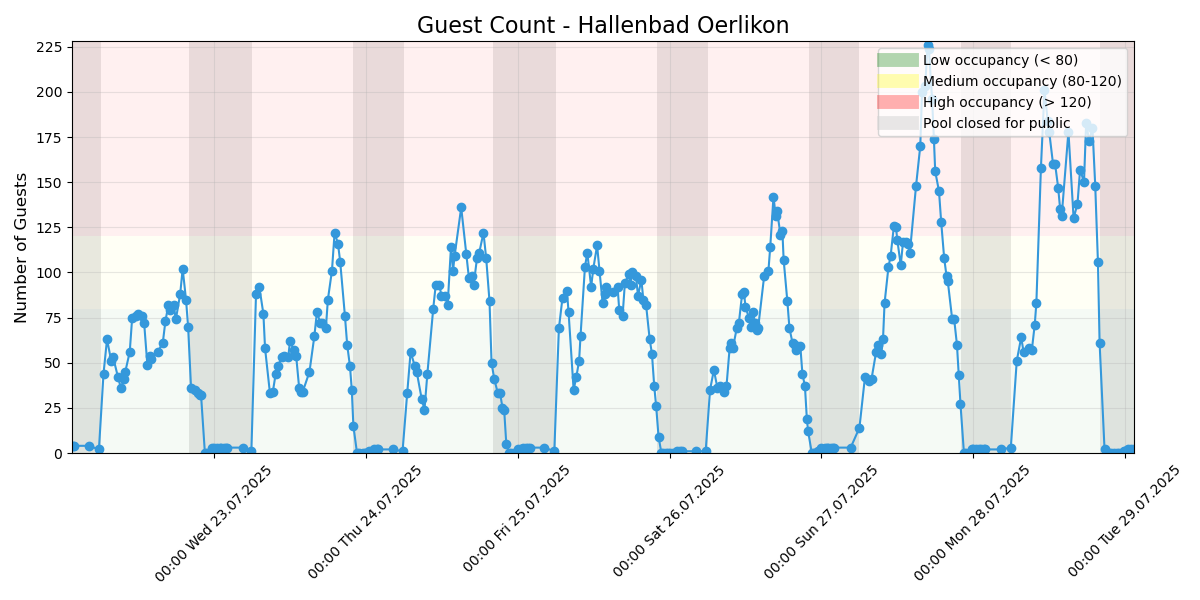 Guest Count - Hallenbad Oerlikon
Number of Guests
225
200
175
150
125
100
75
50
25
0
Low occupancy (< 80)
Medium occupancy (80-120)
High occupancy (> 120)
Pool closed for public
00:00 Wed 23.07.2025
00:00 Thu 24.07.2025
00:00 Fri 25.07.2025
00:00 Sat 26.07.2025
00:00 Sun 27.07.2025
00:00 Mon 28.07.2025
00:00 Tue 29.07.2025